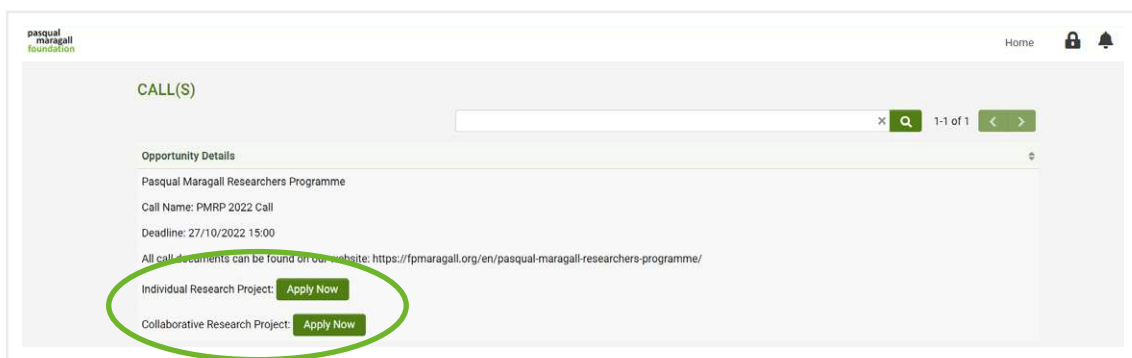 pasqual
maragall
foundation
Home
CALL(S)
1-1 of 1
Opportunity Details
Pasqual Maragall Researchers Programme
Call Name: PMRP 2022 Call
Deadline: 27/10/2022 15:00
All call documents can be found on our website: https://fpmaragall.org/en/pasqual-maragall-researchers-programme/
Individual Research Project: Apply Now
Collaborative Research Project: Apply Now